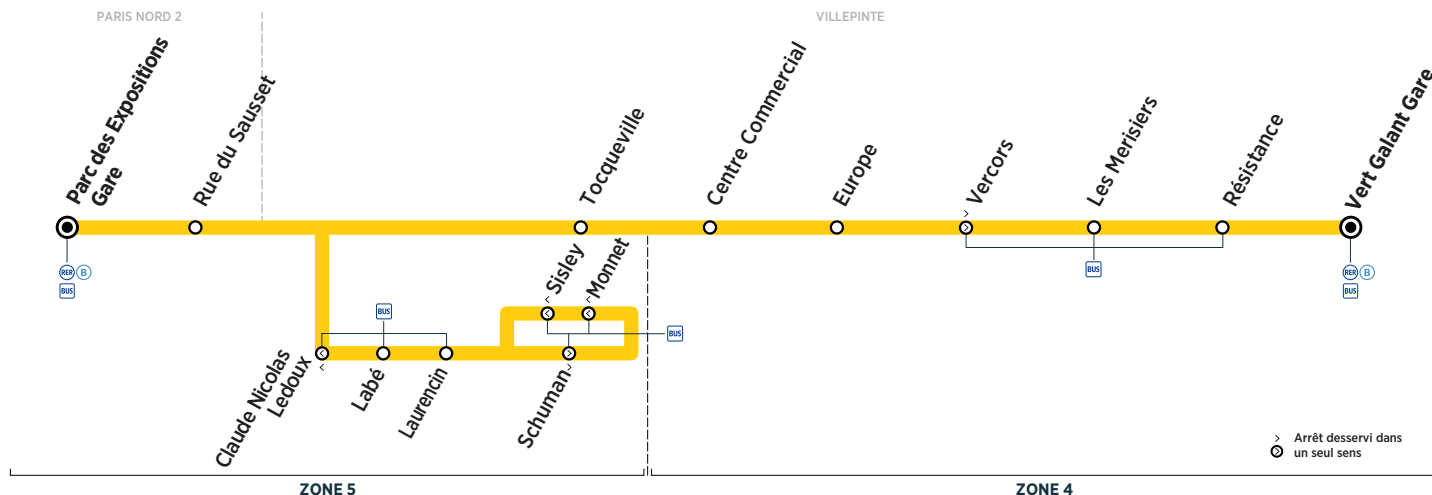 PARIS NORD 2
VILLEPINTE
Parc des Expositions
Gare
Rue du Sausset
Tocqueville
Centre Commercial
Europe
Vercors
Les Merisiers
Résistance
Vert Galant Gare
Sisley
Monnet
RER B
BUS
BUS
RER B
BUS
BUS
BUS
Claude Nicolas
Ledoux
Labé
Laurencin
Schuman
Arrêt desservi dans
un seul sens
ZONE 5
ZONE 4